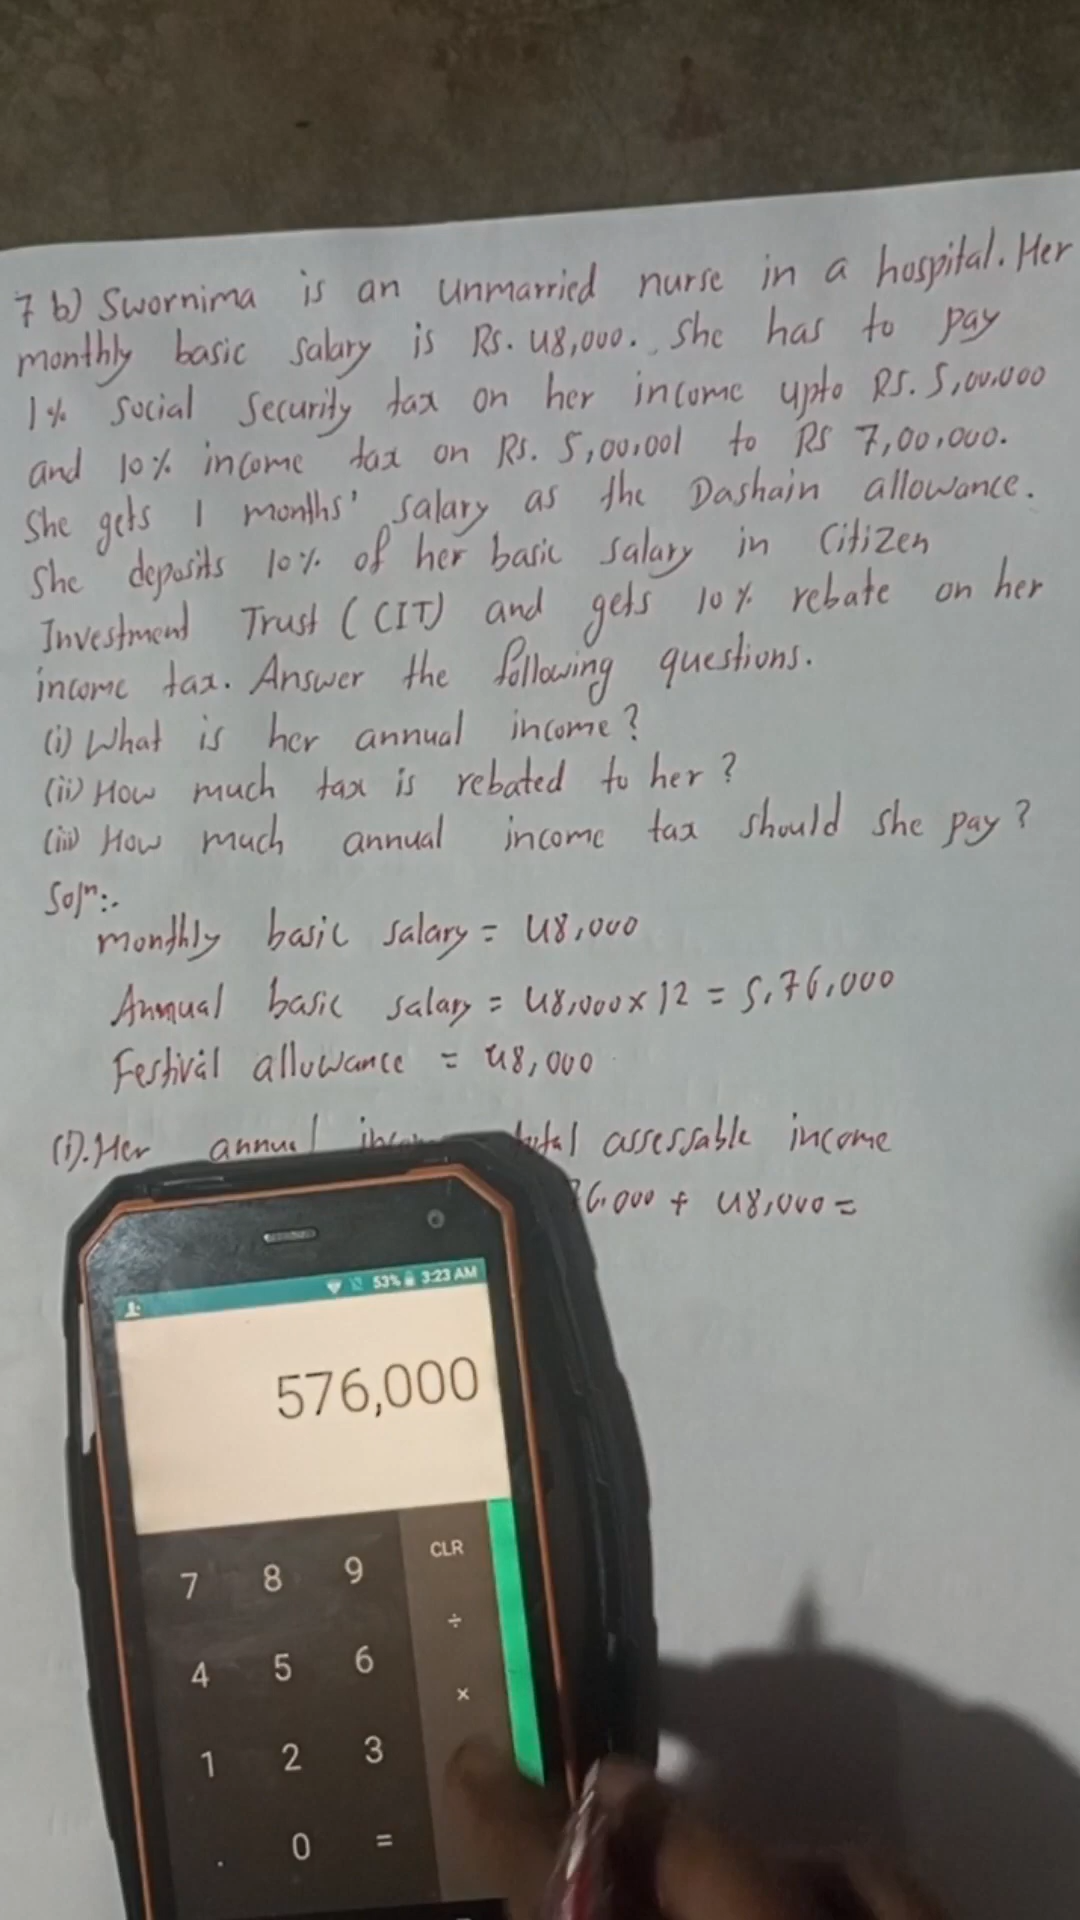 7 b) Swornima is an unmarried nurse in a hospital. Her
monthly basic salary is Rs. 48,000. She has to pay
1% social security tax on her income upto RS. 5,00,000
and 10% income tax on Rs. 5,00,001 to RS 7,00,000.
She gets 1 months' salary as the Dashain allowance.
She deposits 10% of her basic salary in Citizen
Investment Trust (CIT) and gets 10% rebate on her
income tax. Answer the following questions.
(i) What is her annual income?
(ii) How much tax is rebated to her?
(iii) How much annual income tax should she pay?
Solⁿ:-
monthly basic salary = 48,000
Annual basic salary = 48,000 x 12 = 5,76,000
Festival allowance = 48,000
(i). Her annual total assessable income
6,000 + 48,000 =
53% 3:23 AM
576,000
7 8 9 CLR
÷
4 5 6
×
1 2 3
. 0 =